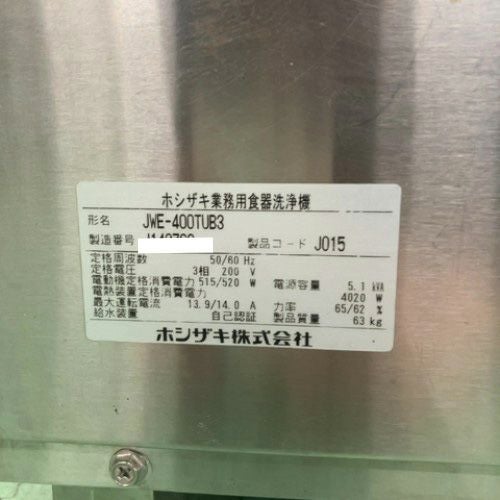 ホシザキ業務用食器洗浄機
形名 JWE-400TUB3
製造番号 製品コード J015
定格周波数 50/60 Hz
定格電圧 3相 200 V
電動機定格消費電力 515/520 W 電源容量 5.1 kVA
電熱装置定格消費電力 4020 W
最大運転電流 13.9/14.0 A 力率 65/62 %
給水装置 自己認証 製品質量 63 kg
ホシザキ株式会社